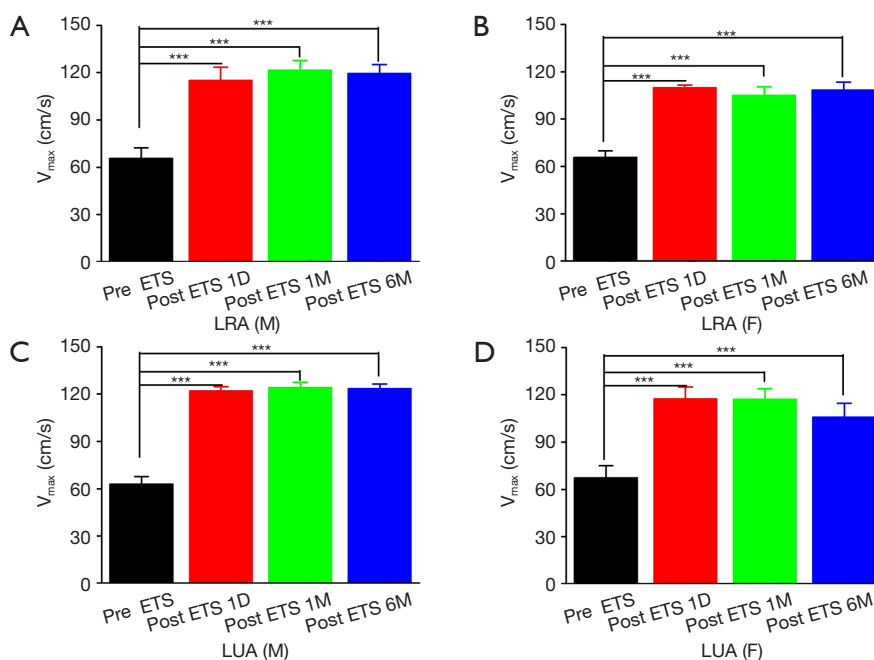 A
150
120
90
60
30
0
Vmax (cm/s)
***
***
***
Pre ETS
Post ETS 1D
Post ETS 1M
Post ETS 6M
LRA (M)
B
150
120
90
60
30
0
Vmax (cm/s)
***
***
***
Pre ETS
Post ETS 1D
Post ETS 1M
Post ETS 6M
LRA (F)
C
150
120
90
60
30
0
Vmax (cm/s)
***
***
***
Pre ETS
Post ETS 1D
Post ETS 1M
Post ETS 6M
LUA (M)
D
150
120
90
60
30
0
Vmax (cm/s)
***
***
***
Pre ETS
Post ETS 1D
Post ETS 1M
Post ETS 6M
LUA (F)